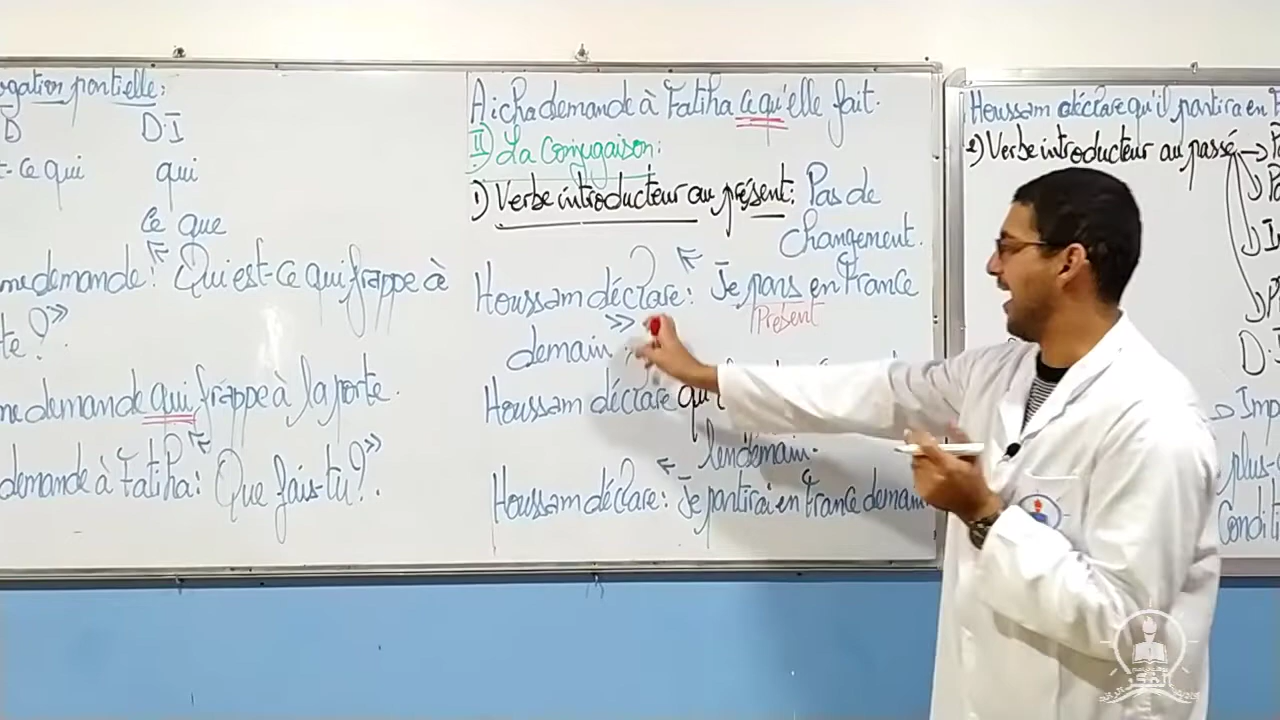 ogation partielle:
D D.I
t-ce qui qui
Ce que
me demande: « Qui est-ce qui frappe à
te? »
me demande qui frappe à la porte.
demande à Fatiha: « Que fais-tu? ».
Aicha demande à Fatiha ce qu'elle fait.
II) La Conjugaison:
1) Verbe introducteur au présent: Pas de
changement.
Houssam déclare: « Je pars en France
Présent
demain ».
Houssam déclare qu'
lendemain.
Houssam déclare: « Je partirai en France demain
Houssam déclare qu'il partira en F
2) Verbe introducteur au passé
D.
Imp
plus-
Conditi